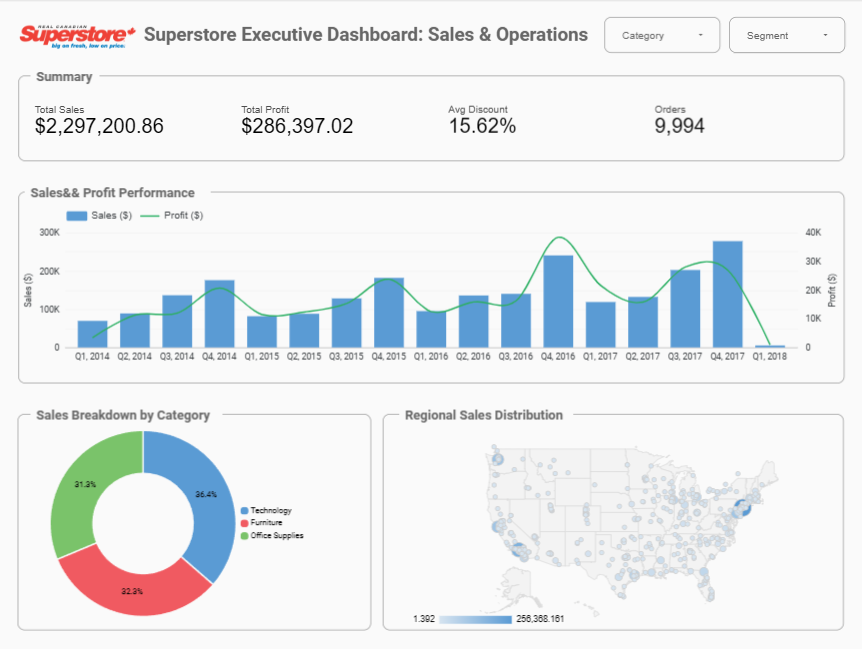 REAL CANADIAN
Superstore
big on fresh, low on price.
Superstore Executive Dashboard: Sales & Operations
Category
Segment
Summary
Total Sales
$2,297,200.86
Total Profit
$286,397.02
Avg Discount
15.62%
Orders
9,994
Sales&& Profit Performance
Sales ($)
Profit ($)
300K
200K
100K
0
Sales ($)
40K
30K
20K
10K
0
Profit ($)
Q1, 2014 Q2, 2014 Q3, 2014 Q4, 2014 Q1, 2015 Q2, 2015 Q3, 2015 Q4, 2015 Q1, 2016 Q2, 2016 Q3, 2016 Q4, 2016 Q1, 2017 Q2, 2017 Q3, 2017 Q4, 2017 Q1, 2018
Sales Breakdown by Category
31.3%
36.4%
32.3%
Technology
Furniture
Office Supplies
Regional Sales Distribution
1.392
256,368.161